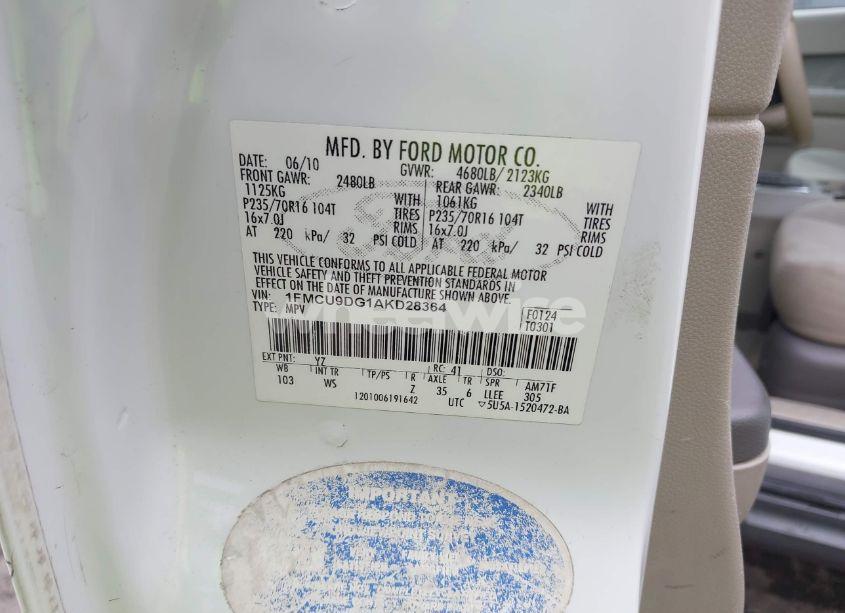 MFD. BY FORD MOTOR CO.
DATE: 06/10 GVWR: 4680LB/ 2123KG
FRONT GAWR: 2480LB REAR GAWR: 2340LB
1125KG WITH 1061KG WITH
P235/70R16 104T TIRES P235/70R16 104T TIRES
16x7.0J RIMS 16x7.0J RIMS
AT 220 kPa/ 32 PSI COLD AT 220 kPa/ 32 PSI COLD
Ford
THIS VEHICLE CONFORMS TO ALL APPLICABLE FEDERAL MOTOR
VEHICLE SAFETY AND THEFT PREVENTION STANDARDS IN
EFFECT ON THE DATE OF MANUFACTURE SHOWN ABOVE.
VIN: 1FMCU9DG1AKD28364 F0124
TYPE: MPV T0301
wheelwire
EXT PNT: YZ RC: 41 DSO:
WB INT TR TP/PS R AXLE TR SPR AM71F
103 WS Z 35 6 LLEE 305
1201006191642 UTC ▽5U5A-1520472-BA
IMPORTANT